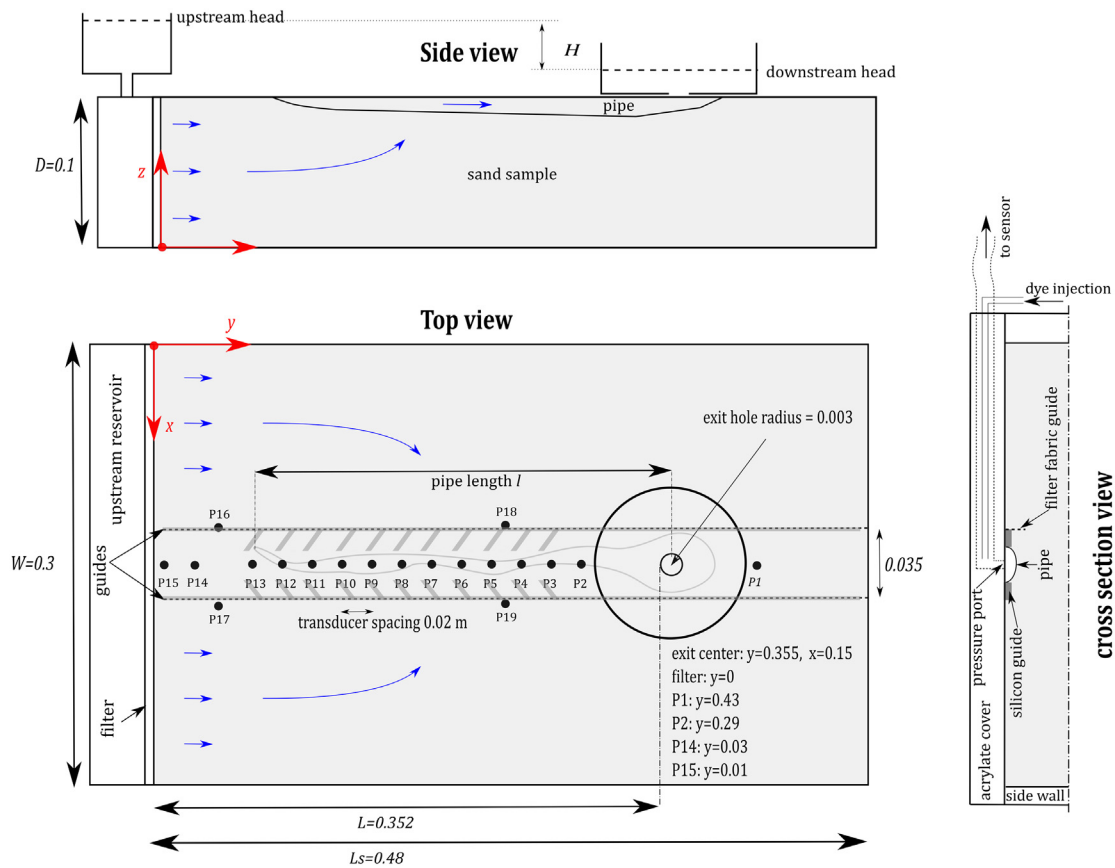 upstream head
Side view
H
downstream head
pipe
D=0.1
z
sand sample
to sensor
dye injection
Top view
y
x
upstream reservoir
exit hole radius = 0.003
pipe length l
P16
P18
W=0.3
guides
P15
P14
P13
P12
P11
P10
P9
P8
P7
P6
P5
P4
P3
P2
P1
0.035
P17
P19
transducer spacing 0.02 m
exit center: y=0.355, x=0.15
filter: y=0
P1: y=0.43
P2: y=0.29
P14: y=0.03
P15: y=0.01
filter
L=0.352
Ls=0.48
filter fabric guide
pipe
pressure port
silicon guide
acrylate cover
side wall
cross section view